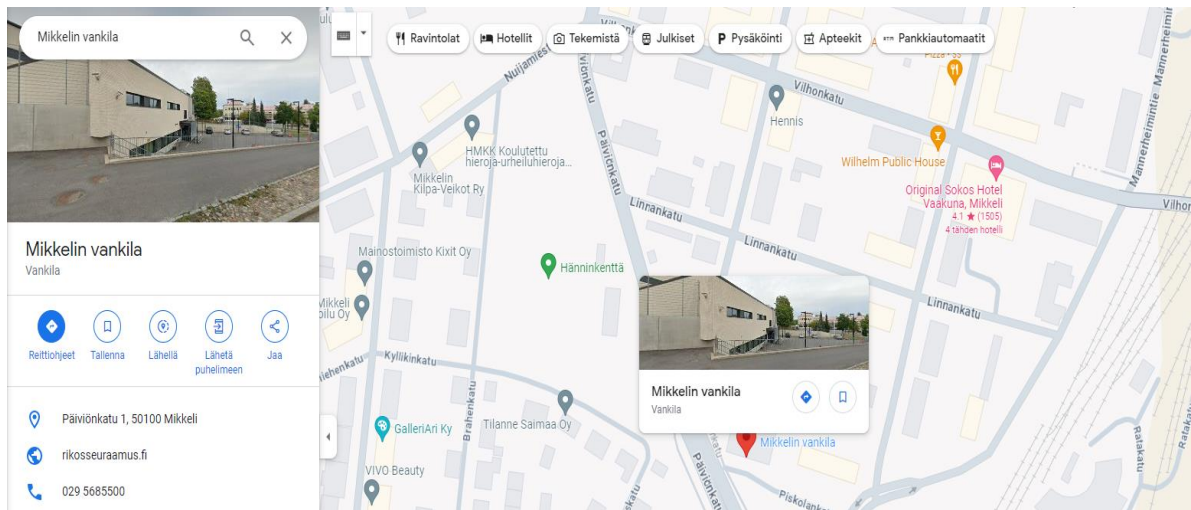 Mikkelin vankila
Mikkelin vankila
Vankila
Reittiohjeet
Tallenna
Lähellä
Lähetä
puhelimeen
Jaa
Päiviönkatu 1, 50100 Mikkeli
rikosseuraamus.fi
029 5685500
Ravintolat
Hotellit
Tekemistä
Julkiset
Pysäköinti
Apteekit
Pankkiautomaatit
Päiviönkatu
Vilhonkatu
Mannerheimintie
Mannerheimintie
Hennis
HMKK Koulutettu
hieroja-urheiluhieroja...
Mikkelin
Kilpa-Veikot Ry
Wilhelm Public House
Original Sokos Hotel
Vaakuna, Mikkeli
4.1 ★ (1505)
4 tähden hotelli
Linnankatu
Linnankatu
Linnankatu
Mainostoimisto Kixit Oy
Hänninkenttä
Kyllikinkatu
Brahenkatu
GalleriAri Ky
Tilanne Saimaa Oy
VIVO Beauty
Mikkelin vankila
Vankila
Mikkelin vankila
Päiviönkatu
Ratakatu